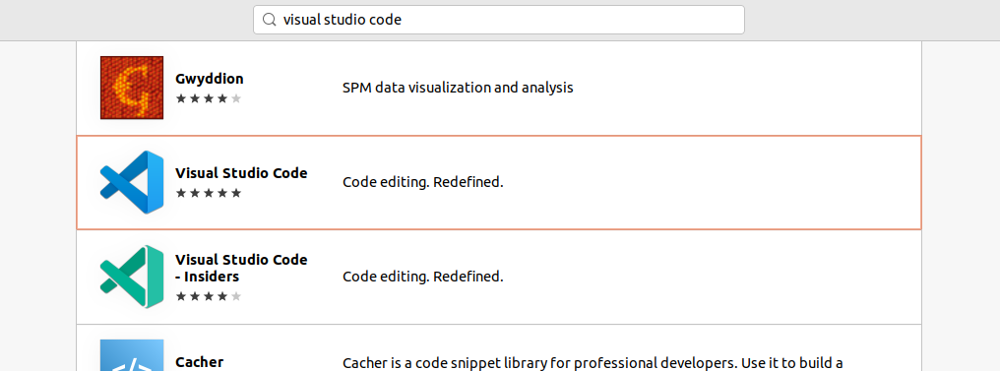 visual studio code
Gwyddion
SPM data visualization and analysis
Visual Studio Code
Code editing. Redefined.
Visual Studio Code
- Insiders
Code editing. Redefined.
</>
Cacher
Cacher is a code snippet library for professional developers. Use it to build a